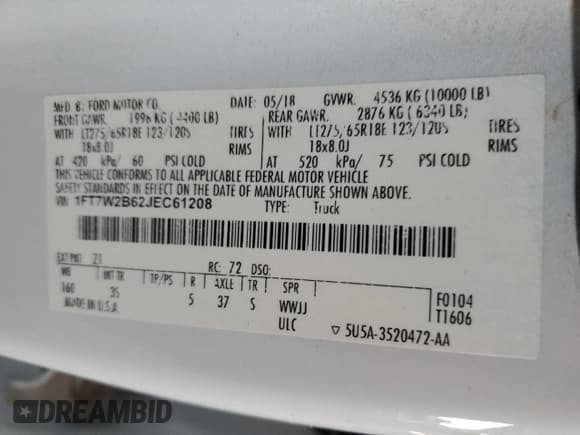 MFD. BY: FORD MOTOR CO.
DATE: 05/18 GVWR: 4536 KG (10000 LB)
FRONT GAWR: 1996 KG (4400 LB) REAR GAWR: 2876 KG (6340 LB)
WITH LT275/65R18E 123/120S TIRES WITH LT275/65R18E 123/120S TIRES
18x8.0J RIMS 18x8.0J RIMS
AT 420 kPa/ 60 PSI COLD AT 520 kPa/ 75 PSI COLD
THIS VEHICLE CONFORMS TO ALL APPLICABLE FEDERAL MOTOR VEHICLE
SAFETY STANDARDS IN EFFECT ON THE DATE OF MANUFACTURE SHOWN ABOVE.
VIN: 1FT7W2B62JEC61208 TYPE: Truck
EXT PNT: Z1 RC: 72 DSO:
WB INT TR TP/PS R AXLE TR SPR
160 3S 5 37 S WWJJ F0104
MADE IN U.S.A. ULC T1606
▽ 5U5A-3520472-AA
DREAMBID